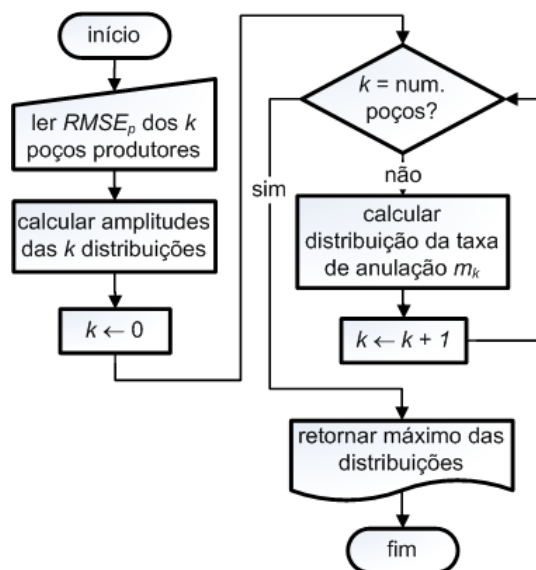 início
ler RMSEₚ dos k
poços produtores
calcular amplitudes
das k distribuições
k ← 0
k = num.
poços?
sim
não
calcular
distribuição da taxa
de anulação mₖ
k ← k + 1
retornar máximo das
distribuições
fim